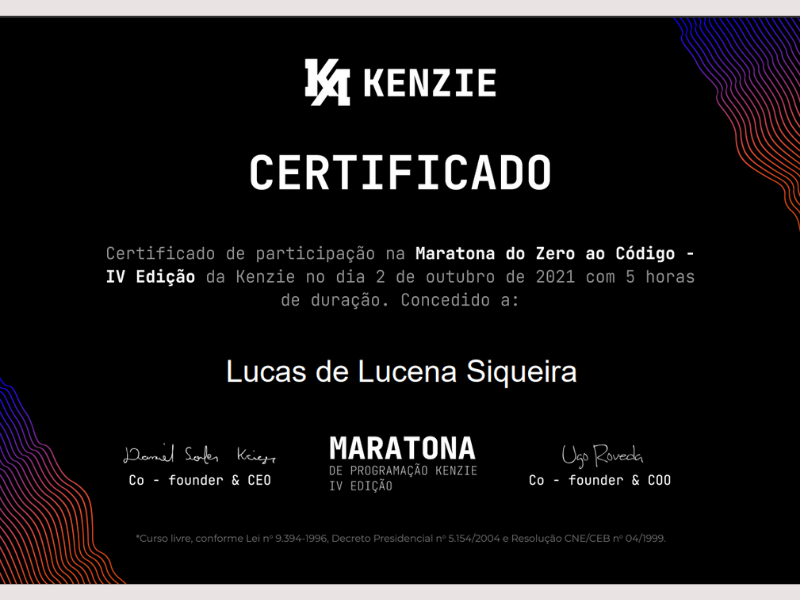 KA KENZIE
CERTIFICADO
Certificado de participação na Maratona do Zero ao Código -
IV Edição da Kenzie no dia 2 de outubro de 2021 com 5 horas
de duração. Concedido a:
Lucas de Lucena Siqueira
Ugo Roveda
Co - founder & CEO
MARATONA
DE PROGRAMAÇÃO KENZIE
IV EDIÇÃO
Co - founder & COO
*Curso livre, conforme Lei nº 9.394-1996, Decreto Presidencial nº 5.154/2004 e Resolução CNE/CEB nº 04/1999.